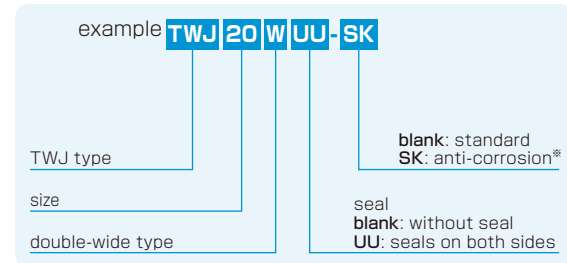 example TWJ 20 W UU - SK
blank: standard
TWJ type
SK: anti-corrosion※
size
seal
blank: without seal
double-wide type
UU: seals on both sides